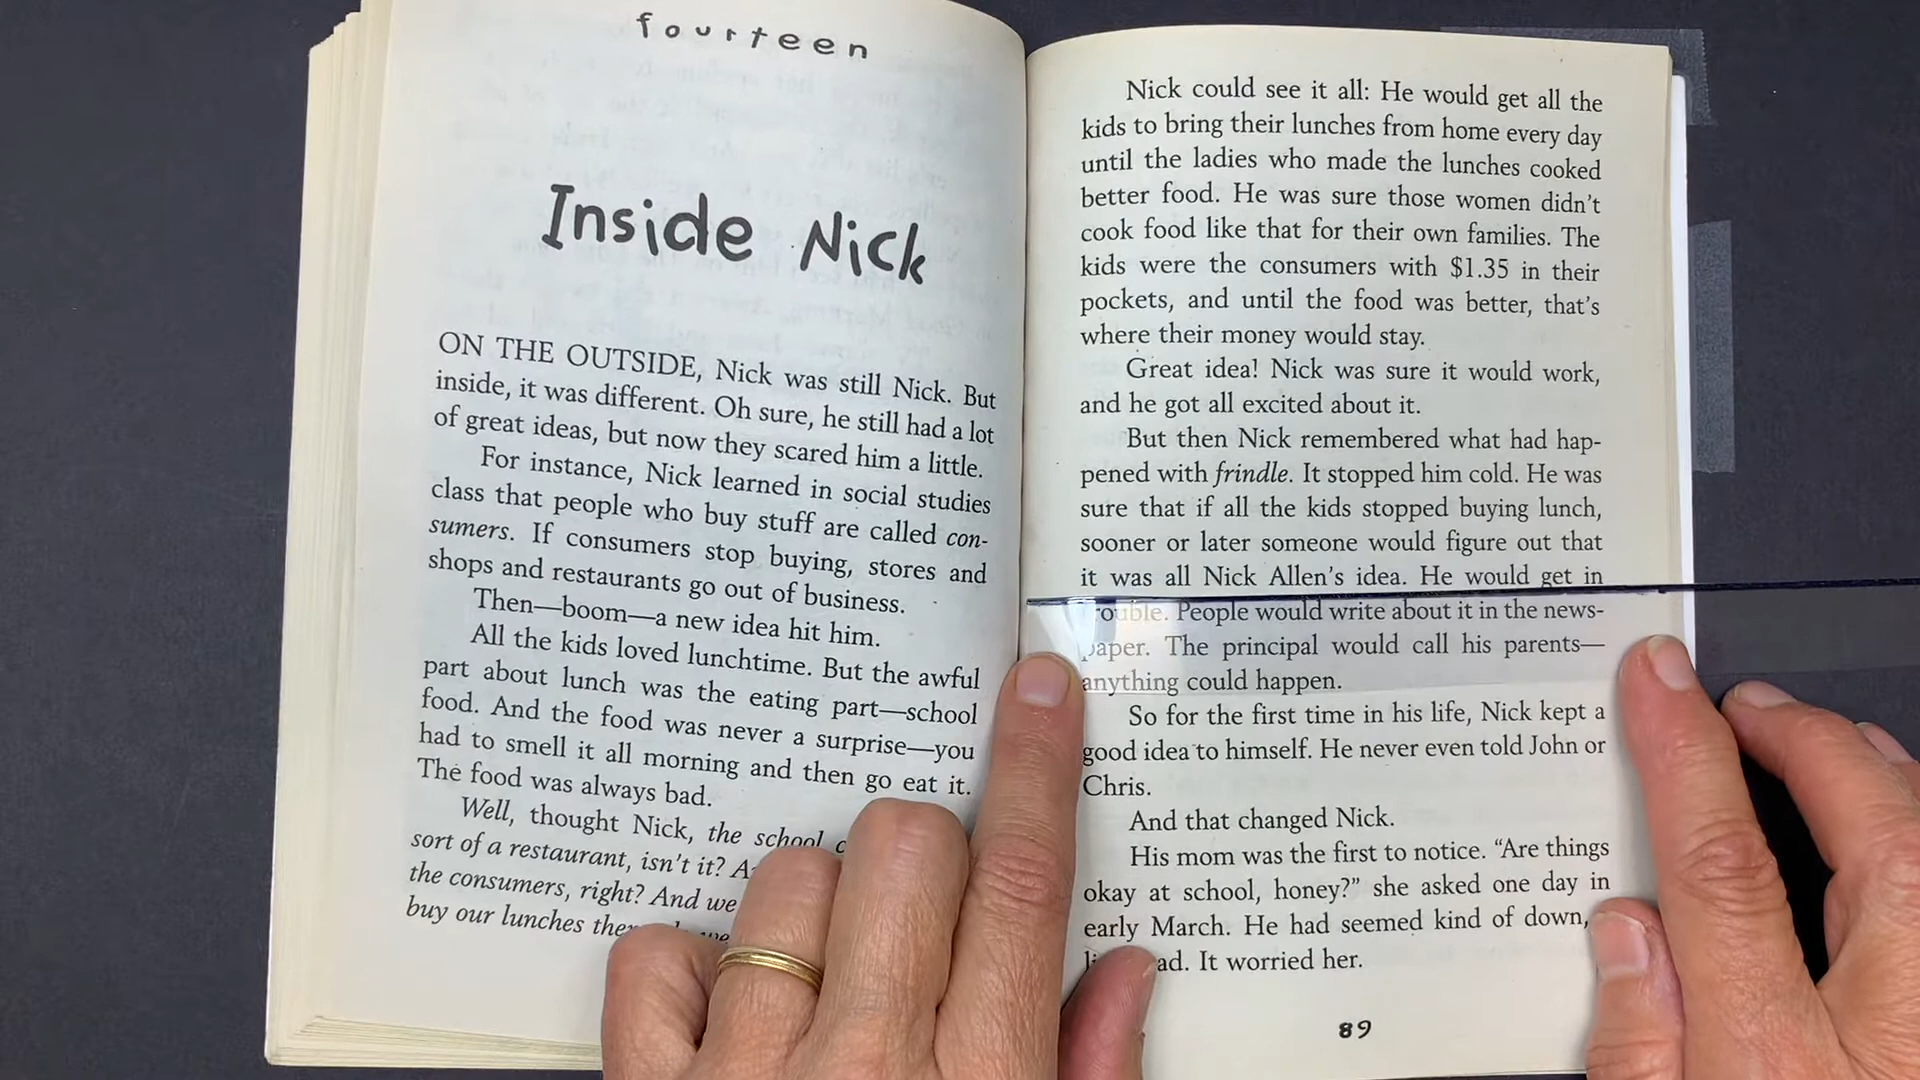 fourteen
Inside Nick
ON THE OUTSIDE, Nick was still Nick. But
inside, it was different. Oh sure, he still had a lot
of great ideas, but now they scared him a little.
For instance, Nick learned in social studies
class that people who buy stuff are called con-
sumers. If consumers stop buying, stores and
shops and restaurants go out of business.
Then—boom—a new idea hit him.
All the kids loved lunchtime. But the awful
part about lunch was the eating part—school
food. And the food was never a surprise—you
had to smell it all morning and then go eat it.
The food was always bad.
Well, thought Nick, the school
sort of a restaurant, isn't it?
the consumers, right? And we
buy our lunches
Nick could see it all: He would get all the
kids to bring their lunches from home every day
until the ladies who made the lunches cooked
better food. He was sure those women didn't
cook food like that for their own families. The
kids were the consumers with $1.35 in their
pockets, and until the food was better, that's
where their money would stay.
Great idea! Nick was sure it would work,
and he got all excited about it.
But then Nick remembered what had hap-
pened with frindle. It stopped him cold. He was
sure that if all the kids stopped buying lunch,
sooner or later someone would figure out that
it was all Nick Allen's idea. He would get in
trouble. People would write about it in the news-
paper. The principal would call his parents—
anything could happen.
So for the first time in his life, Nick kept a
good idea to himself. He never even told John or
Chris.
And that changed Nick.
His mom was the first to notice. "Are things
okay at school, honey?" she asked one day in
early March. He had seemed kind of down,
It worried her.
89